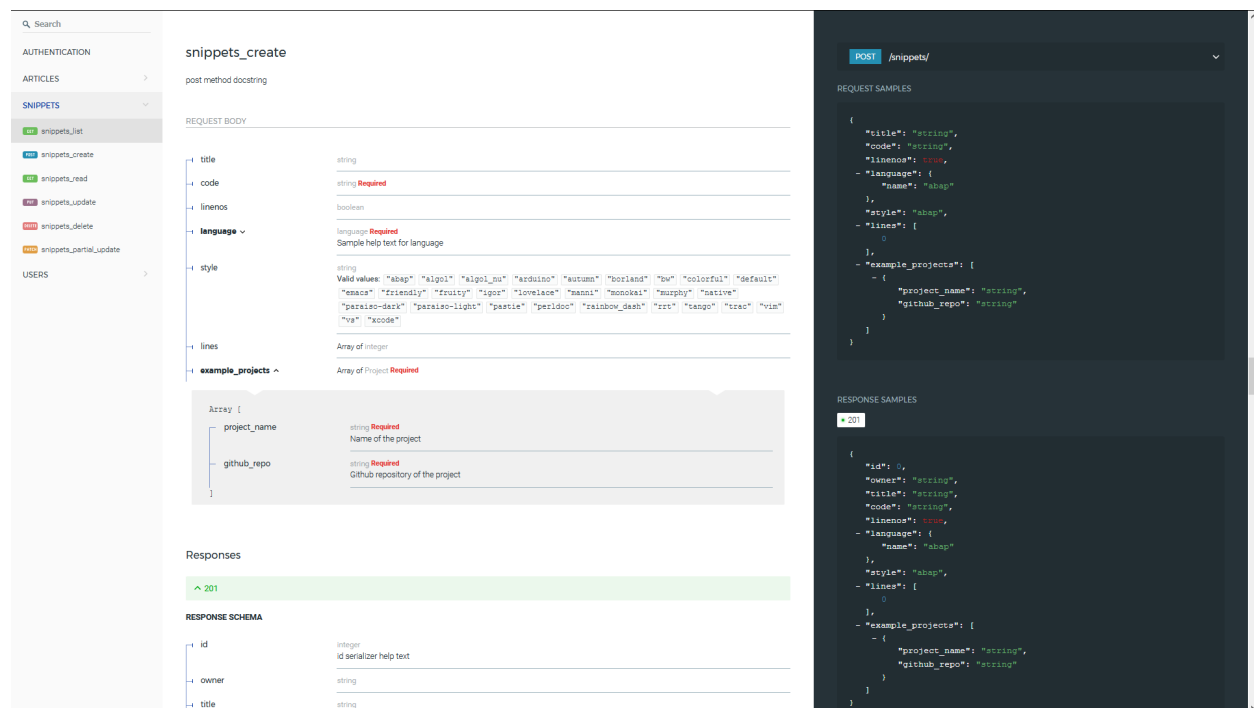 Search
AUTHENTICATION
ARTICLES
SNIPPETS
GET snippets_list
POST snippets_create
GET snippets_read
PUT snippets_update
DELETE snippets_delete
PATCH snippets_partial_update
USERS
snippets_create
post method docstring
REQUEST BODY
title string
code string Required
linenos boolean
language language Required
Sample help text for language
style string
Valid values: "abap" "algol" "algol_nu" "arduino" "autumn" "borland" "bw" "colorful" "default"
"emacs" "friendly" "fruity" "igor" "lovelace" "manni" "monokai" "murphy" "native"
"paraiso-dark" "paraiso-light" "pastie" "perldoc" "rainbow_dash" "rrt" "tango" "trac" "vim"
"vs" "xcode"
lines Array of integer
example_projects Array of Project Required
Array [
project_name string Required
Name of the project
github_repo string Required
Github repository of the project
]
Responses
201
RESPONSE SCHEMA
id integer
id serializer help text
owner string
title string
POST /snippets/
REQUEST SAMPLES
{
"title": "string",
"code": "string",
"linenos": true,
- "language": {
"name": "abap"
},
"style": "abap",
- "lines": [
0
],
- "example_projects": [
- {
"project_name": "string",
"github_repo": "string"
}
]
}
RESPONSE SAMPLES
201
{
"id": 0,
"owner": "string",
"title": "string",
"code": "string",
"linenos": true,
- "language": {
"name": "abap"
},
"style": "abap",
- "lines": [
0
],
- "example_projects": [
- {
"project_name": "string",
"github_repo": "string"
}
]
}